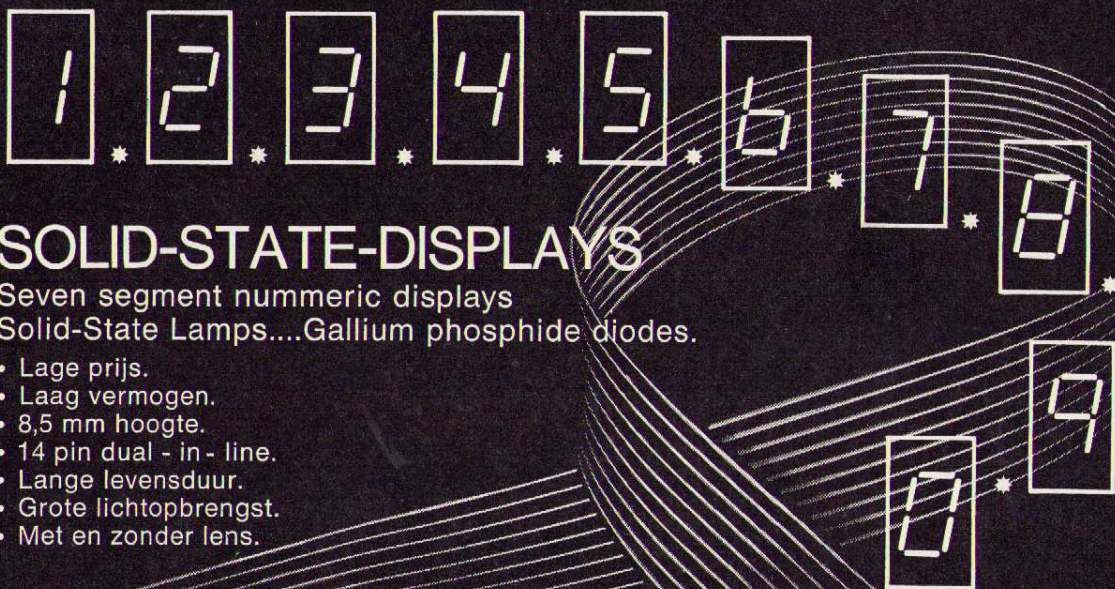 1.2.3.4.5.6.7.8.
9.
0
SOLID-STATE-DISPLAYS
Seven segment nummeric displays
Solid-State Lamps....Gallium phosphide diodes.
• Lage prijs.
• Laag vermogen.
• 8,5 mm hoogte.
• 14 pin dual - in - line.
• Lange levensduur.
• Grote lichtopbrengst.
• Met en zonder lens.